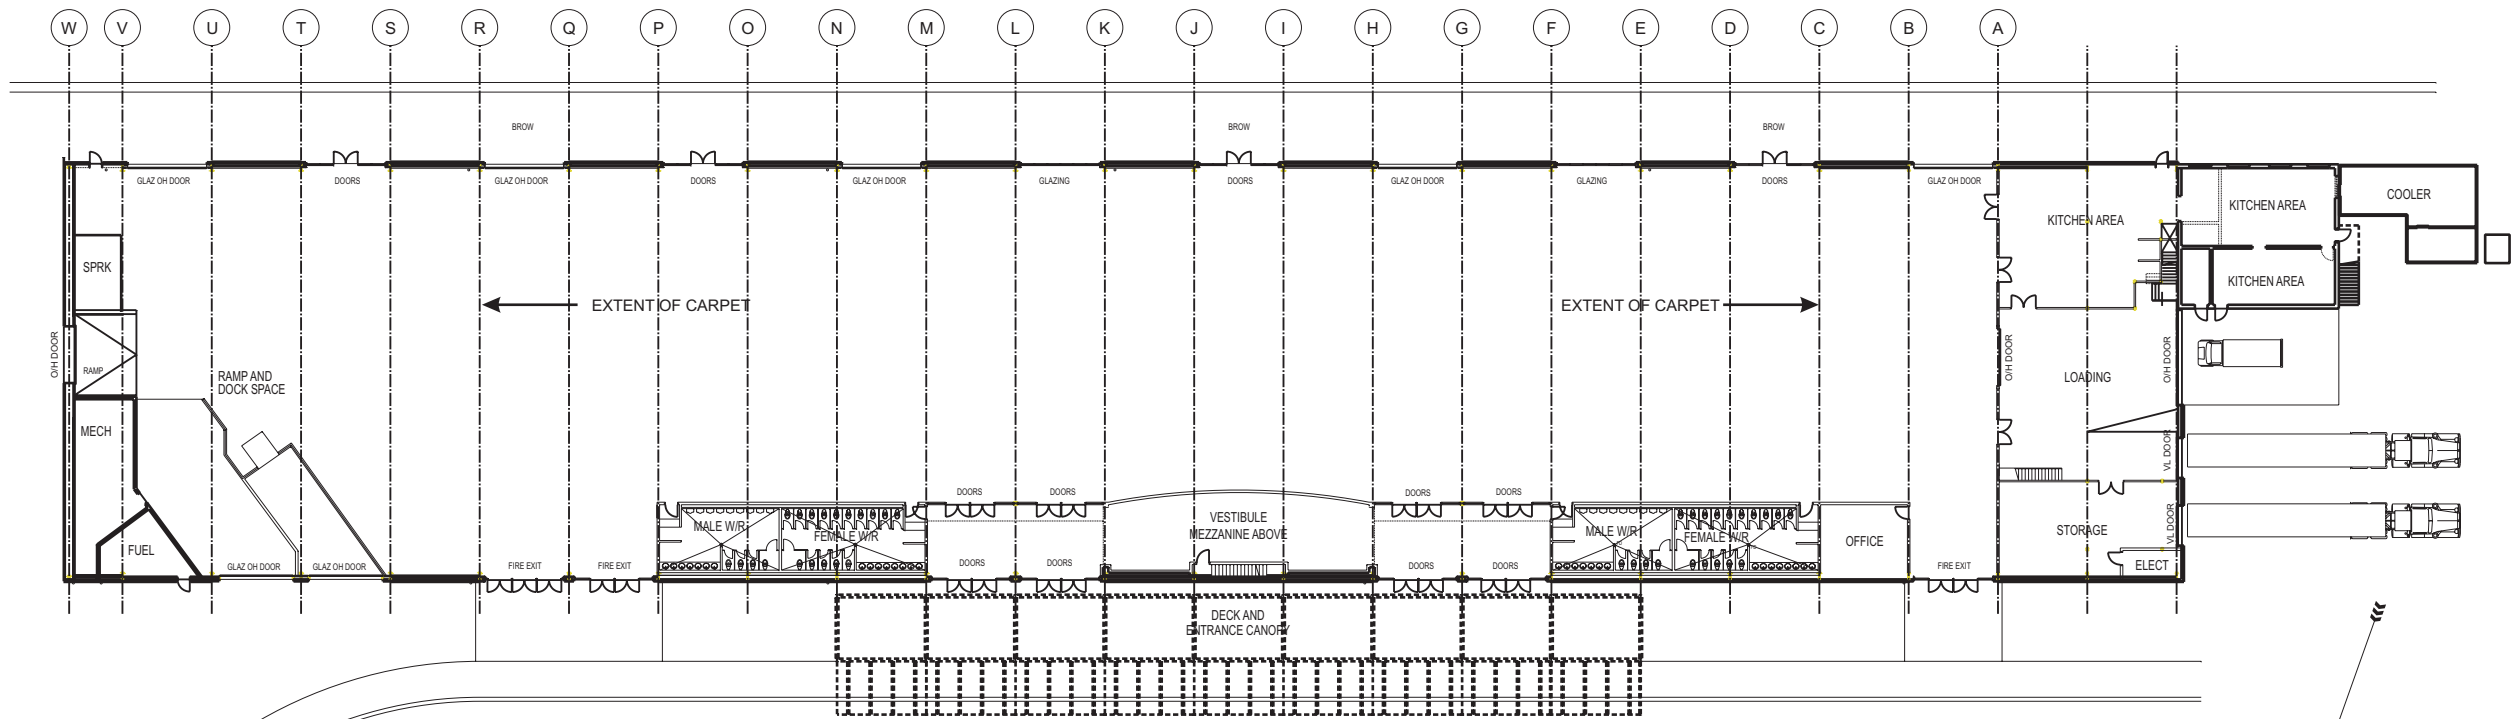 W V U T S R Q P O N M L K J I H G F E D C B A
BROW BROW BROW
GLAZ OH DOOR DOORS GLAZ OH DOOR DOORS GLAZ OH DOOR GLAZING DOORS GLAZ OH DOOR GLAZING DOORS GLAZ OH DOOR
COOLER
KITCHEN AREA
KITCHEN AREA
SPRK
KITCHEN AREA
EXTENT OF CARPET
EXTENT OF CARPET
O/H DOOR
RAMP
RAMP AND
DOCK SPACE
O/H DOOR
LOADING
O/H DOOR
MECH
VL DOOR
DOORS DOORS DOORS DOORS
MALE W/R
FEMALE W/R
VESTIBULE
MEZZANINE ABOVE
MALE W/R
FEMALE W/R
OFFICE
STORAGE
VL DOOR
FUEL
GLAZ OH DOOR GLAZ OH DOOR FIRE EXIT FIRE EXIT DOORS DOORS DOORS DOORS FIRE EXIT
ELECT
DECK AND
ENTRANCE CANOPY